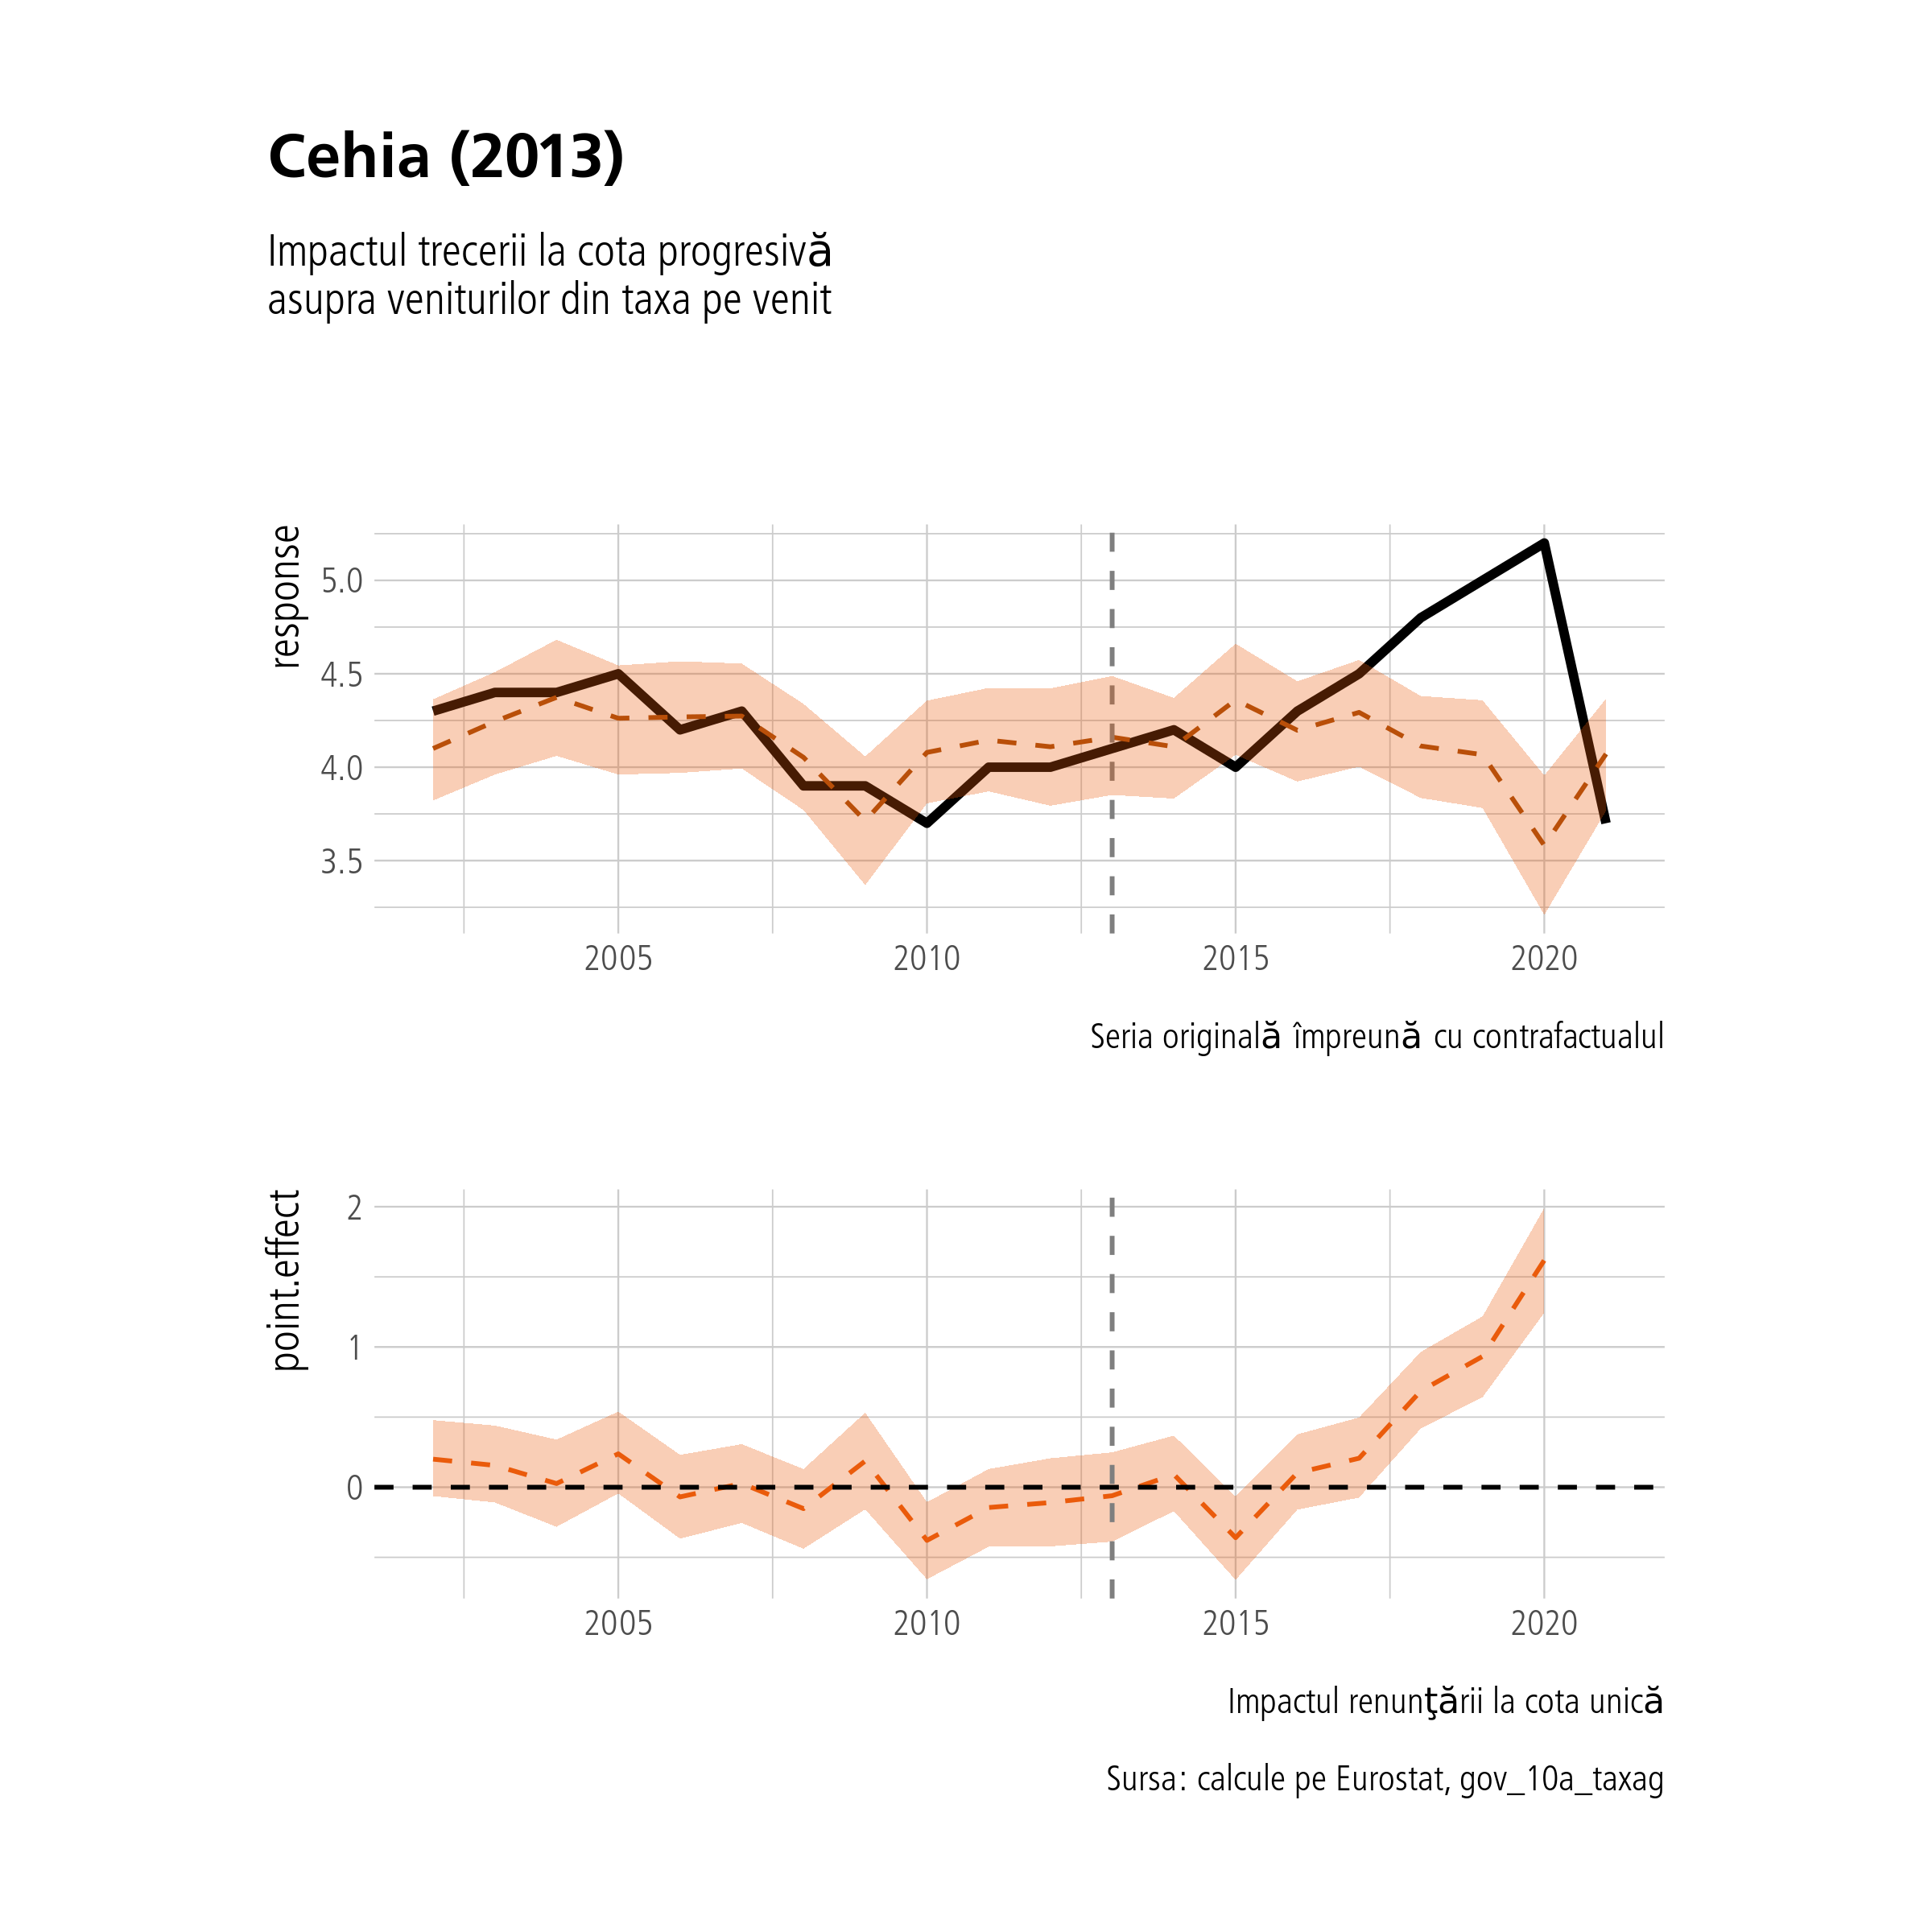 Cehia (2013)
Impactul trecerii la cota progresivă
asupra veniturilor din taxa pe venit
response
5.0
4.5
4.0
3.5
2005 2010 2015 2020
Seria originală împreună cu contrafactualul
point.effect
2
1
0
2005 2010 2015 2020
Impactul renunţării la cota unică
Sursa: calcule pe Eurostat, gov_10a_taxag